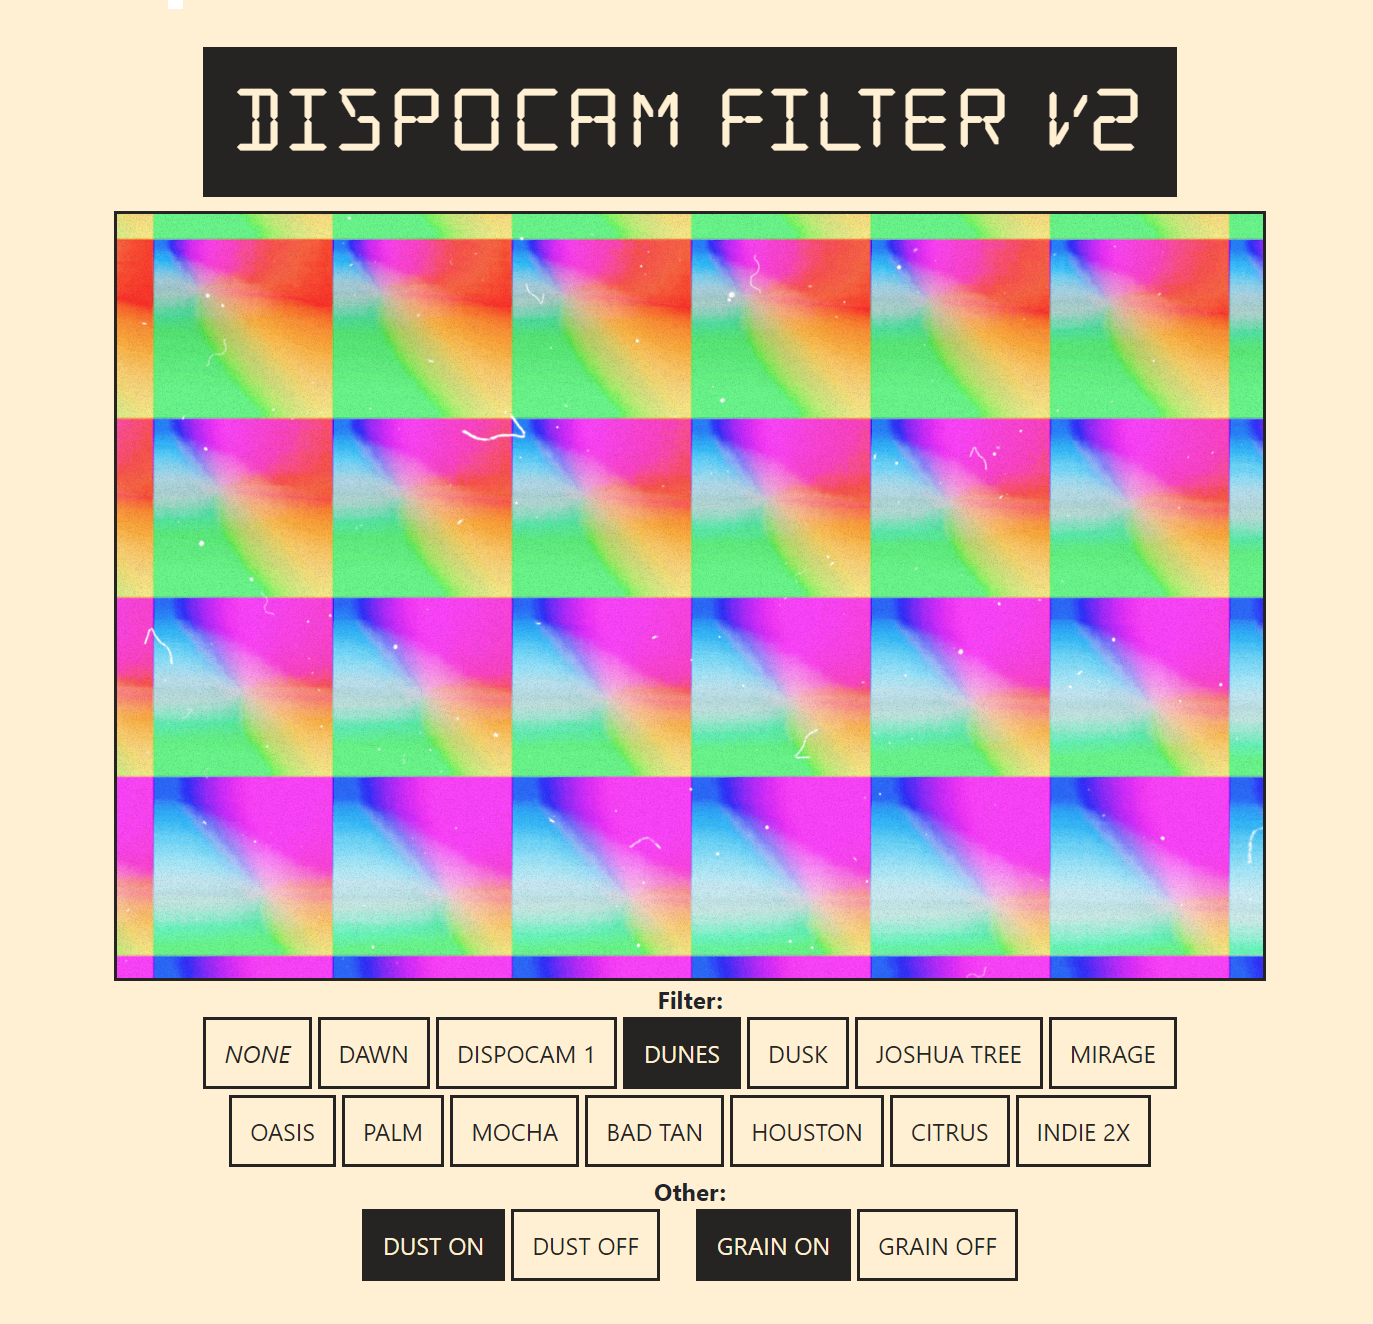 DISPOCAM FILTER V2
Filter:
NONE DAWN DISPOCAM 1 DUNES DUSK JOSHUA TREE MIRAGE
OASIS PALM MOCHA BAD TAN HOUSTON CITRUS INDIE 2X
Other:
DUST ON DUST OFF GRAIN ON GRAIN OFF